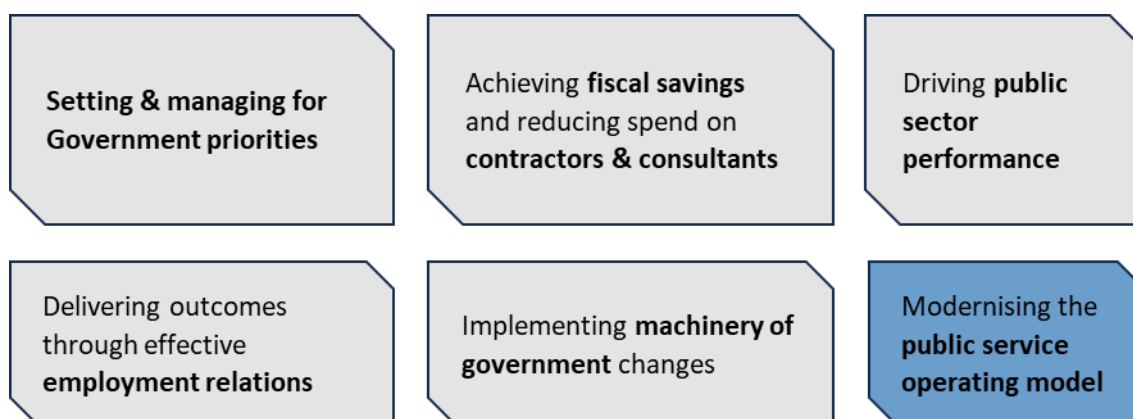 Setting & managing for
Government priorities
Achieving fiscal savings
and reducing spend on
contractors & consultants
Driving public
sector
performance
Delivering outcomes
through effective
employment relations
Implementing machinery of
government changes
Modernising the
public service
operating model